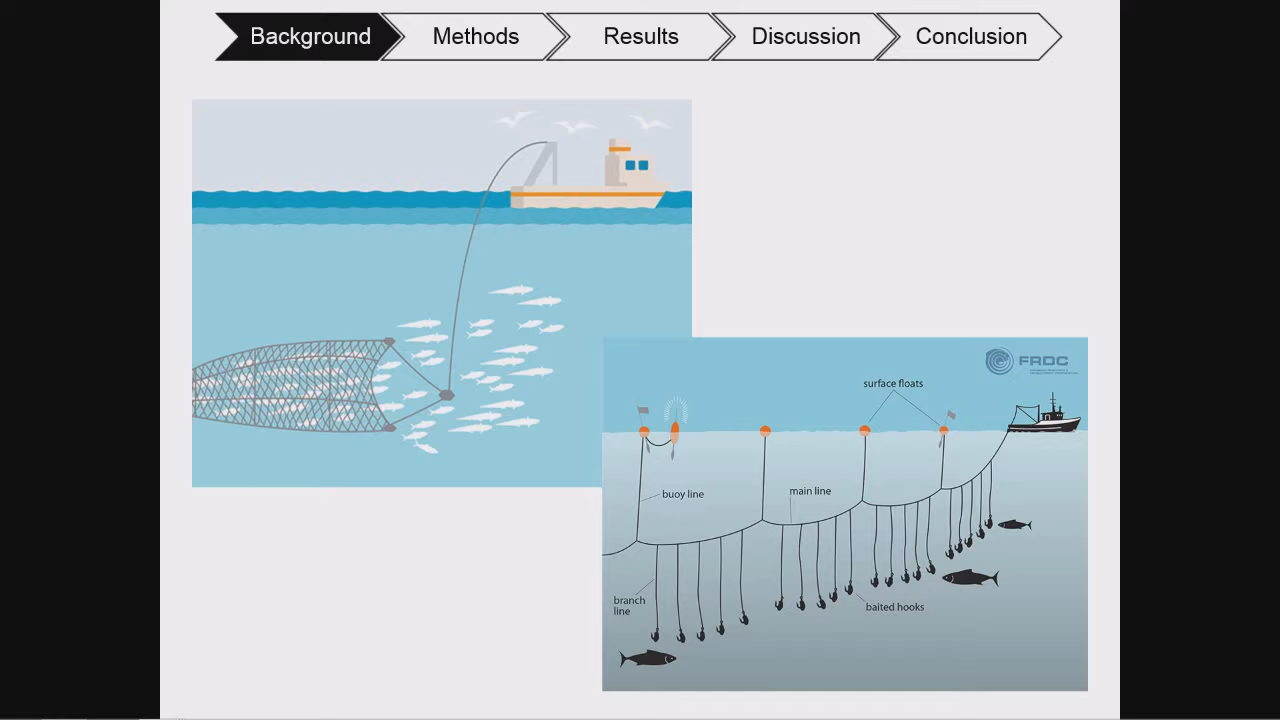 Background
Methods
Results
Discussion
Conclusion
FRDC
surface floats
buoy line
main line
branch
line
baited hooks